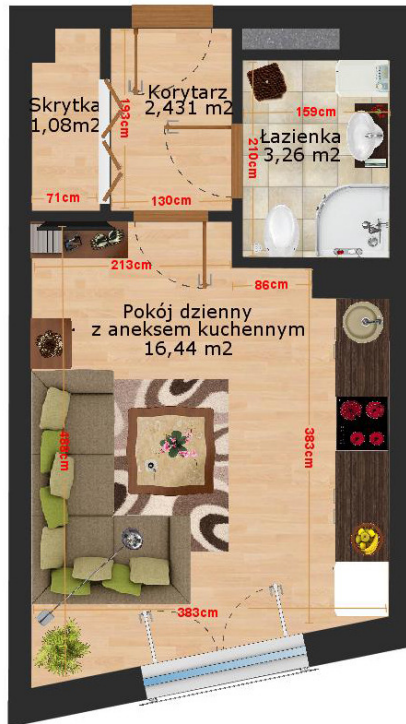 Skrytka
1,08m2
193cm
Korytarz
2,431 m2
159cm
Łazienka
3,26 m2
210cm
71cm
130cm
213cm
86cm
Pokój dzienny
z aneksem kuchennym
16,44 m2
488cm
383cm
383cm